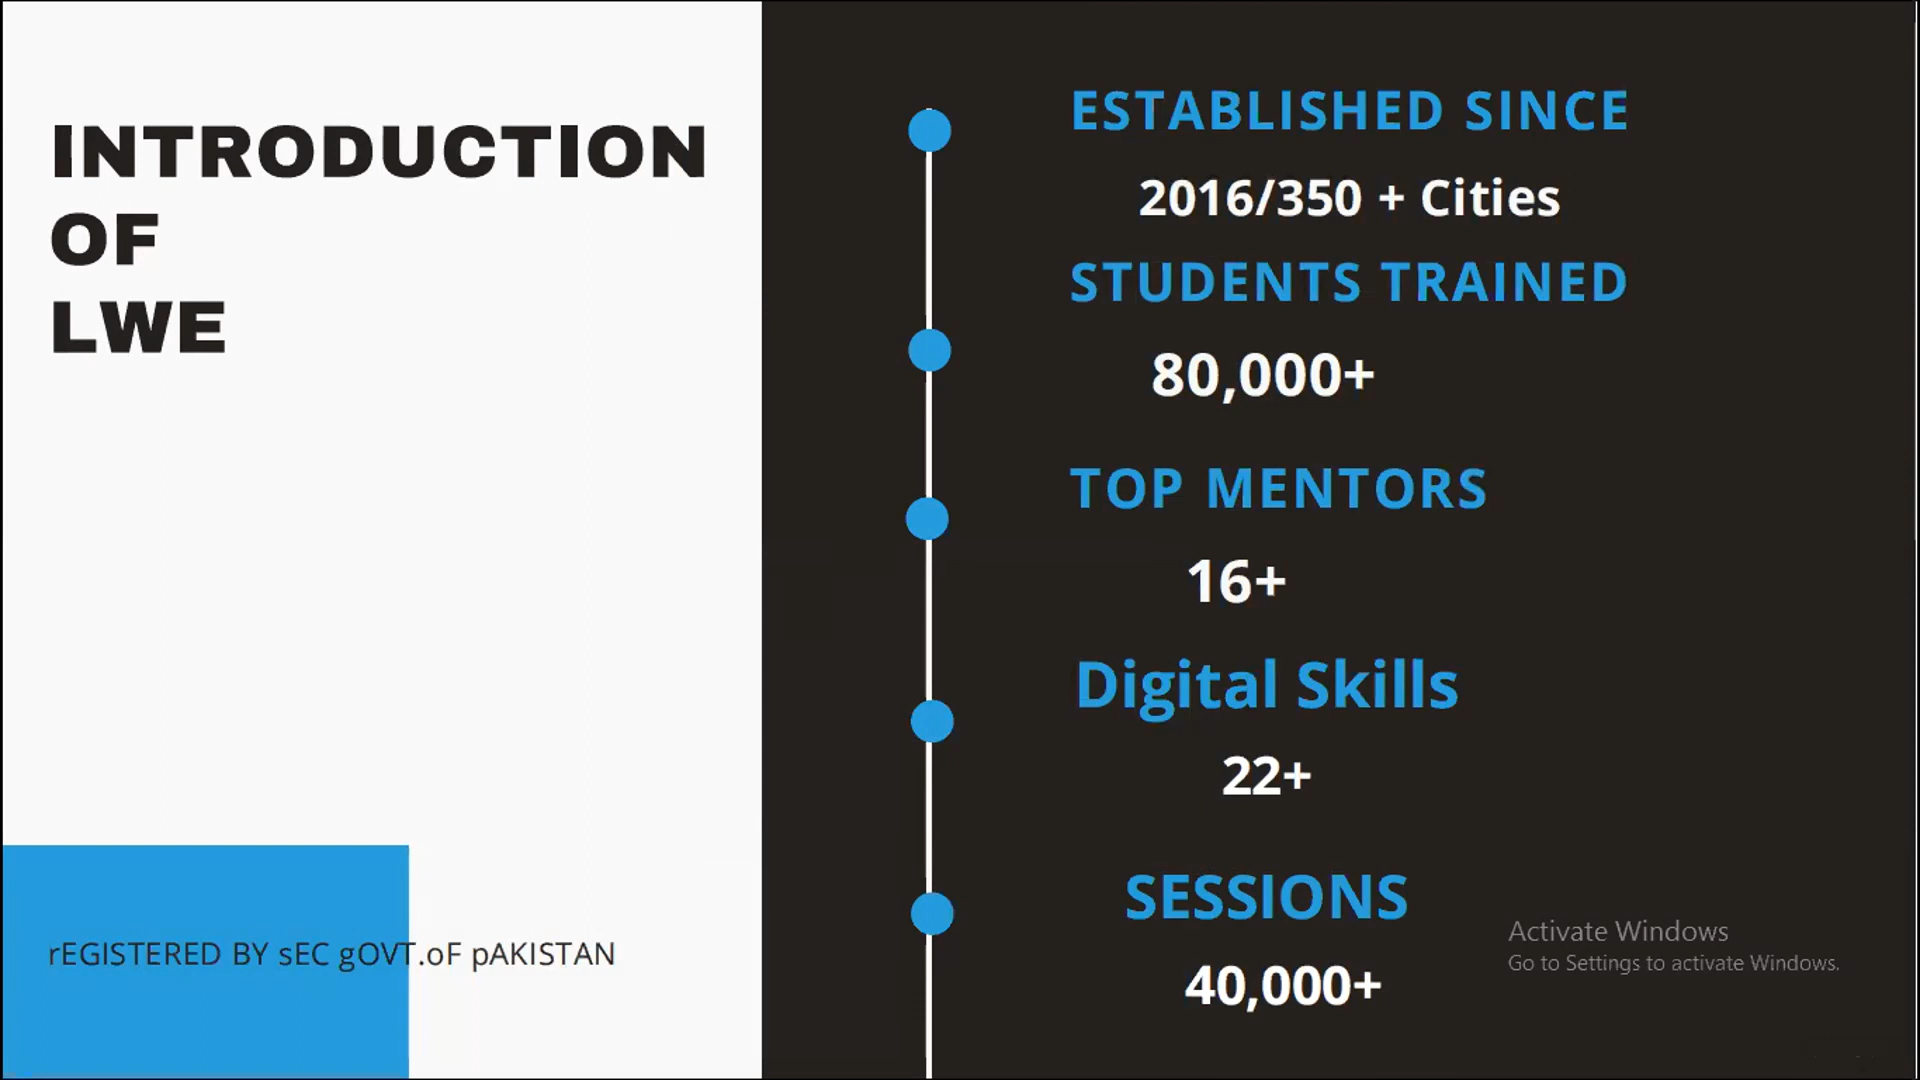 INTRODUCTION
OF
LWE
rEGISTERED BY sEC gOVT.oF pAKISTAN
ESTABLISHED SINCE
2016/350 + Cities
STUDENTS TRAINED
80,000+
TOP MENTORS
16+
Digital Skills
22+
SESSIONS
40,000+
Activate Windows
Go to Settings to activate Windows.